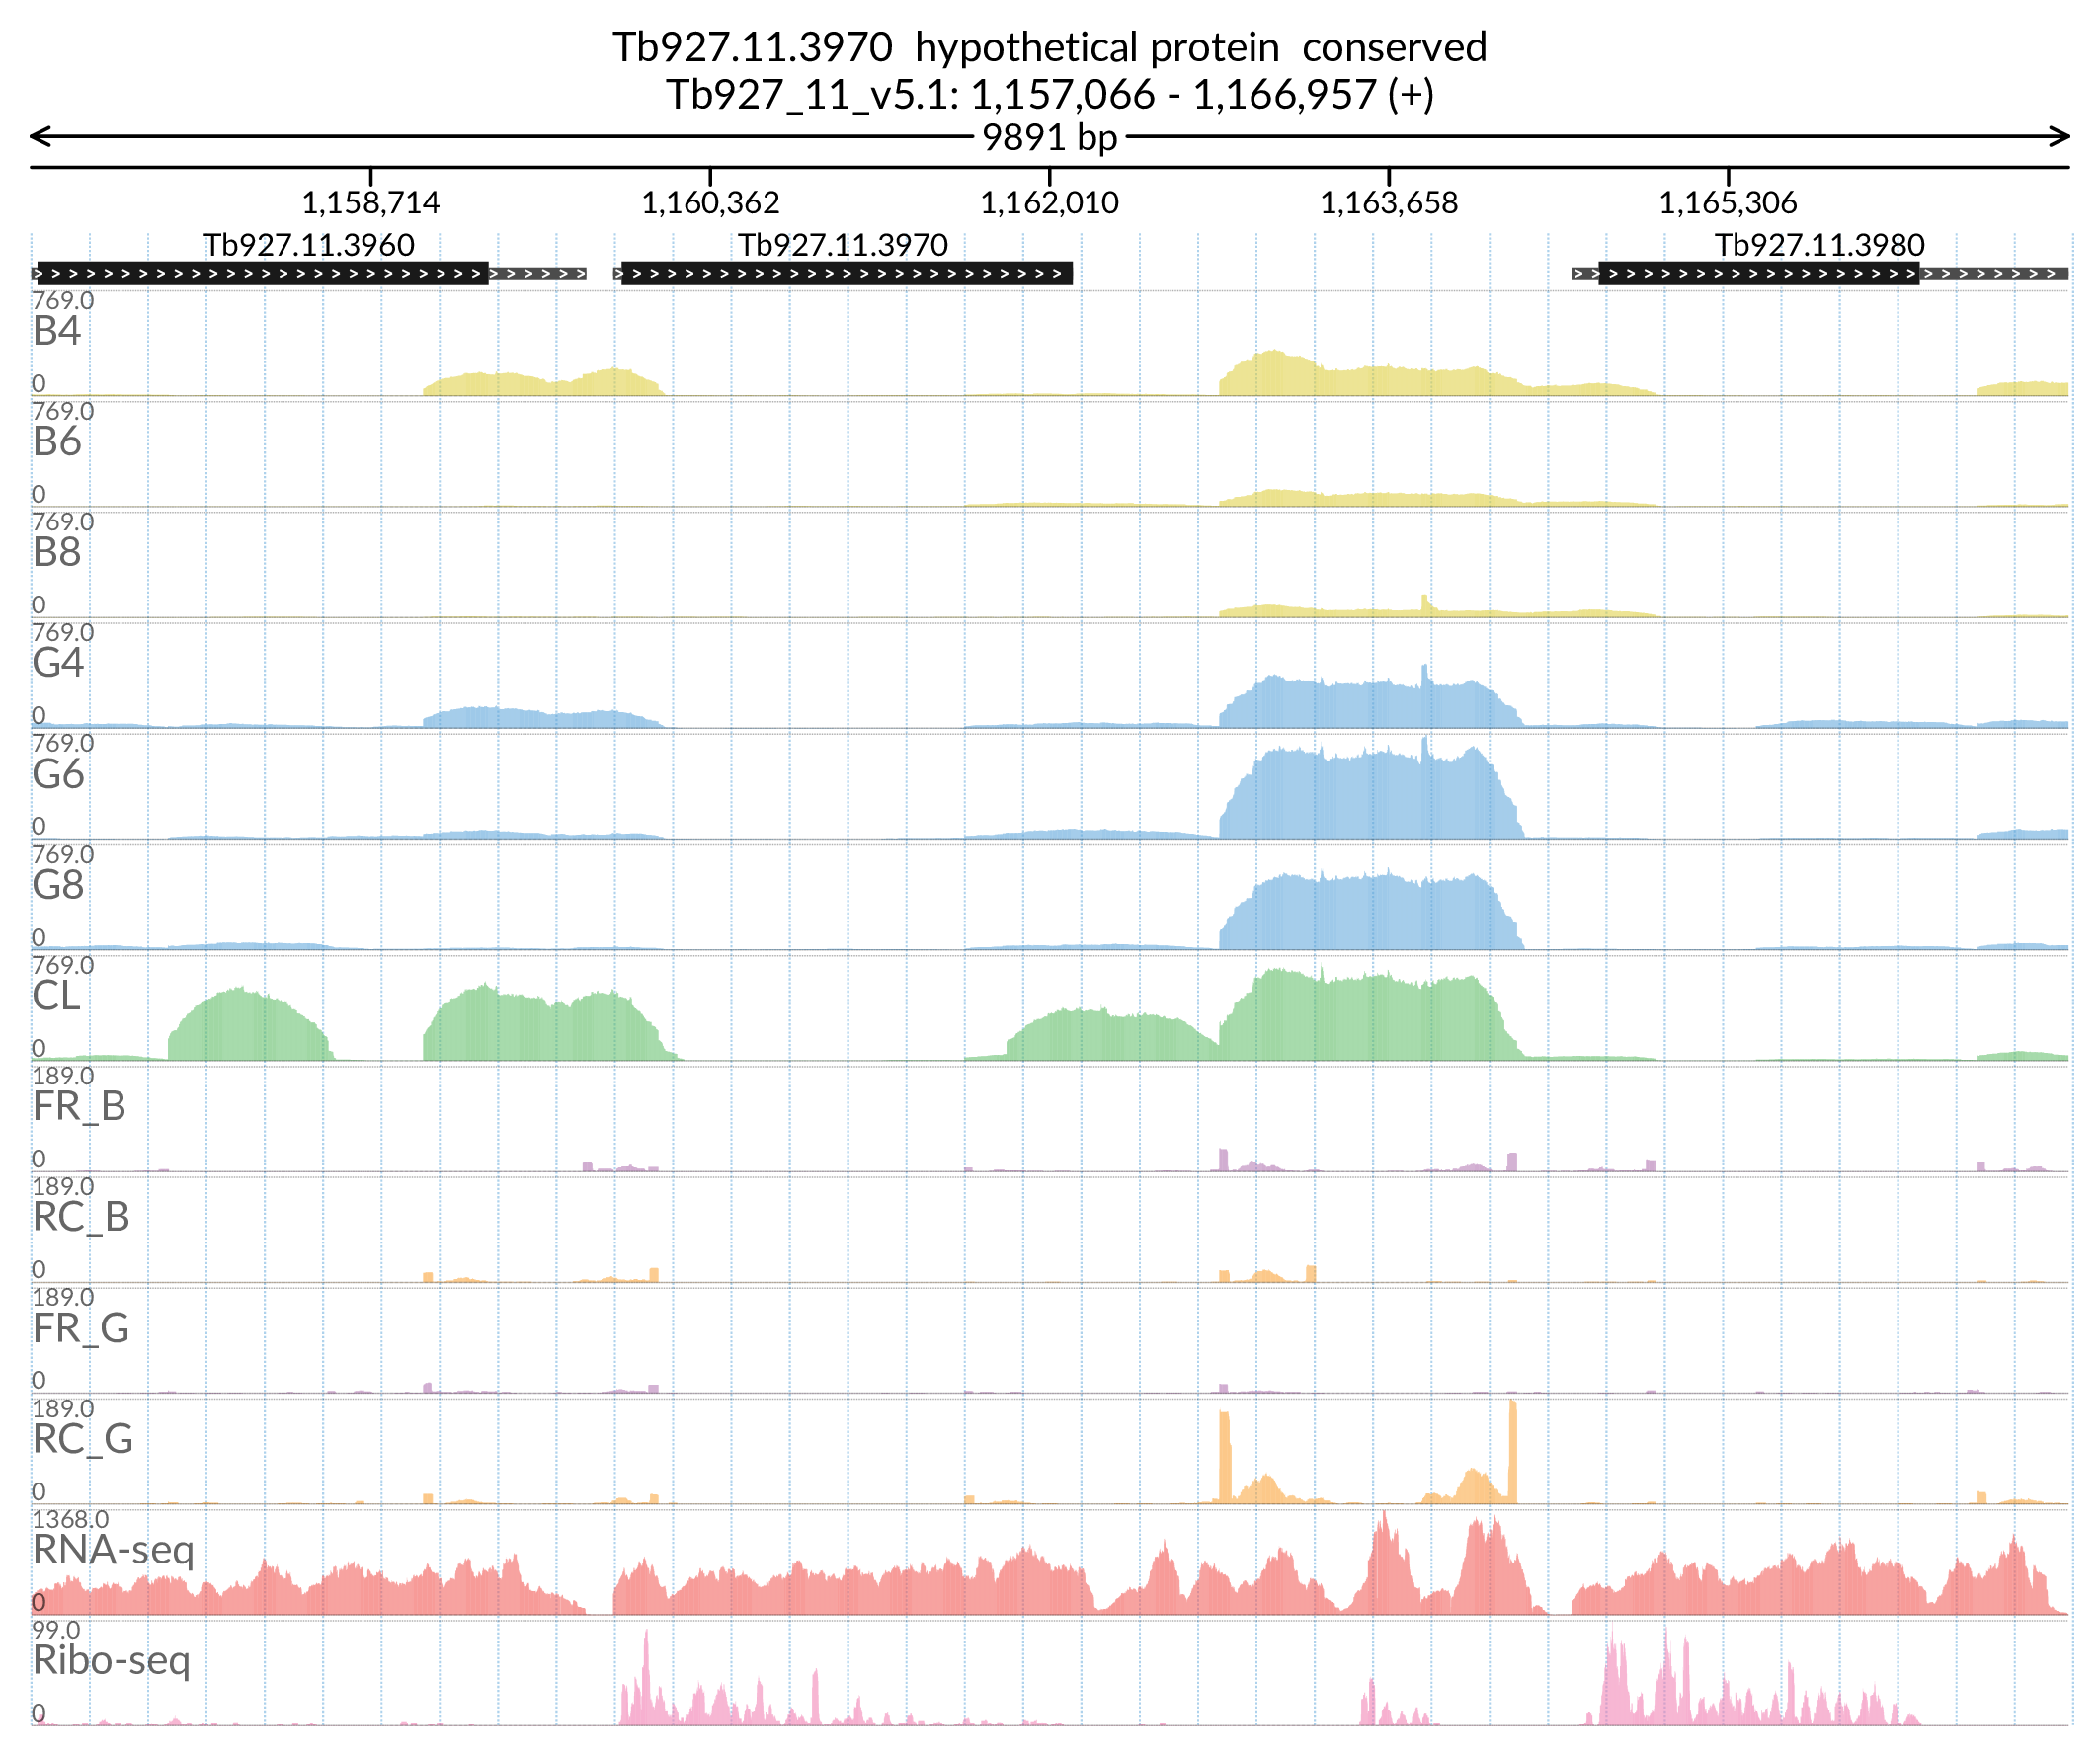 Tb927.11.3970 hypothetical protein conserved
Tb927_11_v5.1: 1,157,066 - 1,166,957 (+)
9891 bp
1,158,714 1,160,362 1,162,010 1,163,658 1,165,306
Tb927.11.3960 Tb927.11.3970 Tb927.11.3980
769.0
B4
0
769.0
B6
0
769.0
B8
0
769.0
G4
0
769.0
G6
0
769.0
G8
0
769.0
CL
0
189.0
FR_B
0
189.0
RC_B
0
189.0
FR_G
0
189.0
RC_G
0
1368.0
RNA-seq
0
99.0
Ribo-seq
0